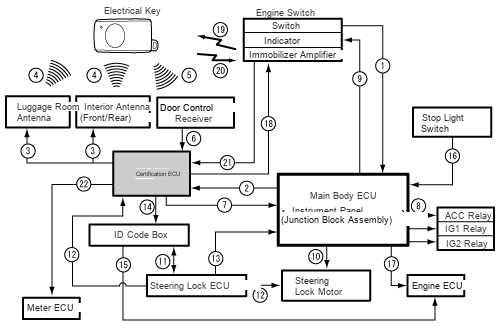 Electrical Key
Engine Switch
Switch
Indicator
Immobilizer Amplifier
19
20
1
9
4
4
5
18
Luggage Room
Antenna
Interior Antenna
(Front/Rear)
Door Control
Receiver
Stop Light
Switch
6
3
3
21
16
Certification ECU
22
2
7
14
Main Body ECU
Instrument Panel
(Junction Block Assembly)
8
ACC Relay
IG1 Relay
IG2 Relay
ID Code Box
12
15
11
13
10
17
Steering Lock ECU
12
Steering
Lock Motor
Engine ECU
Meter ECU